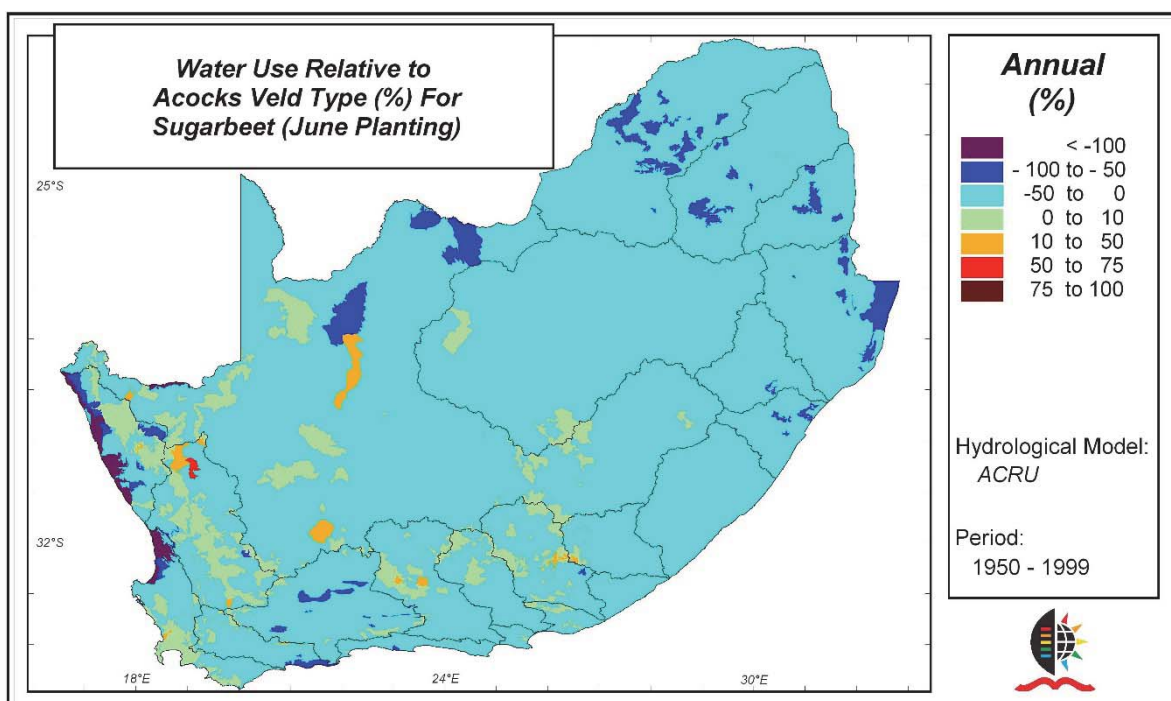 Water Use Relative to
Acocks Veld Type (%) For
Sugarbeet (June Planting)
25°S
32°S
18°E
24°E
30°E
Annual
(%)
< -100
- 100 to - 50
-50 to 0
0 to 10
10 to 50
50 to 75
75 to 100
Hydrological Model:
ACRU
Period:
1950 - 1999